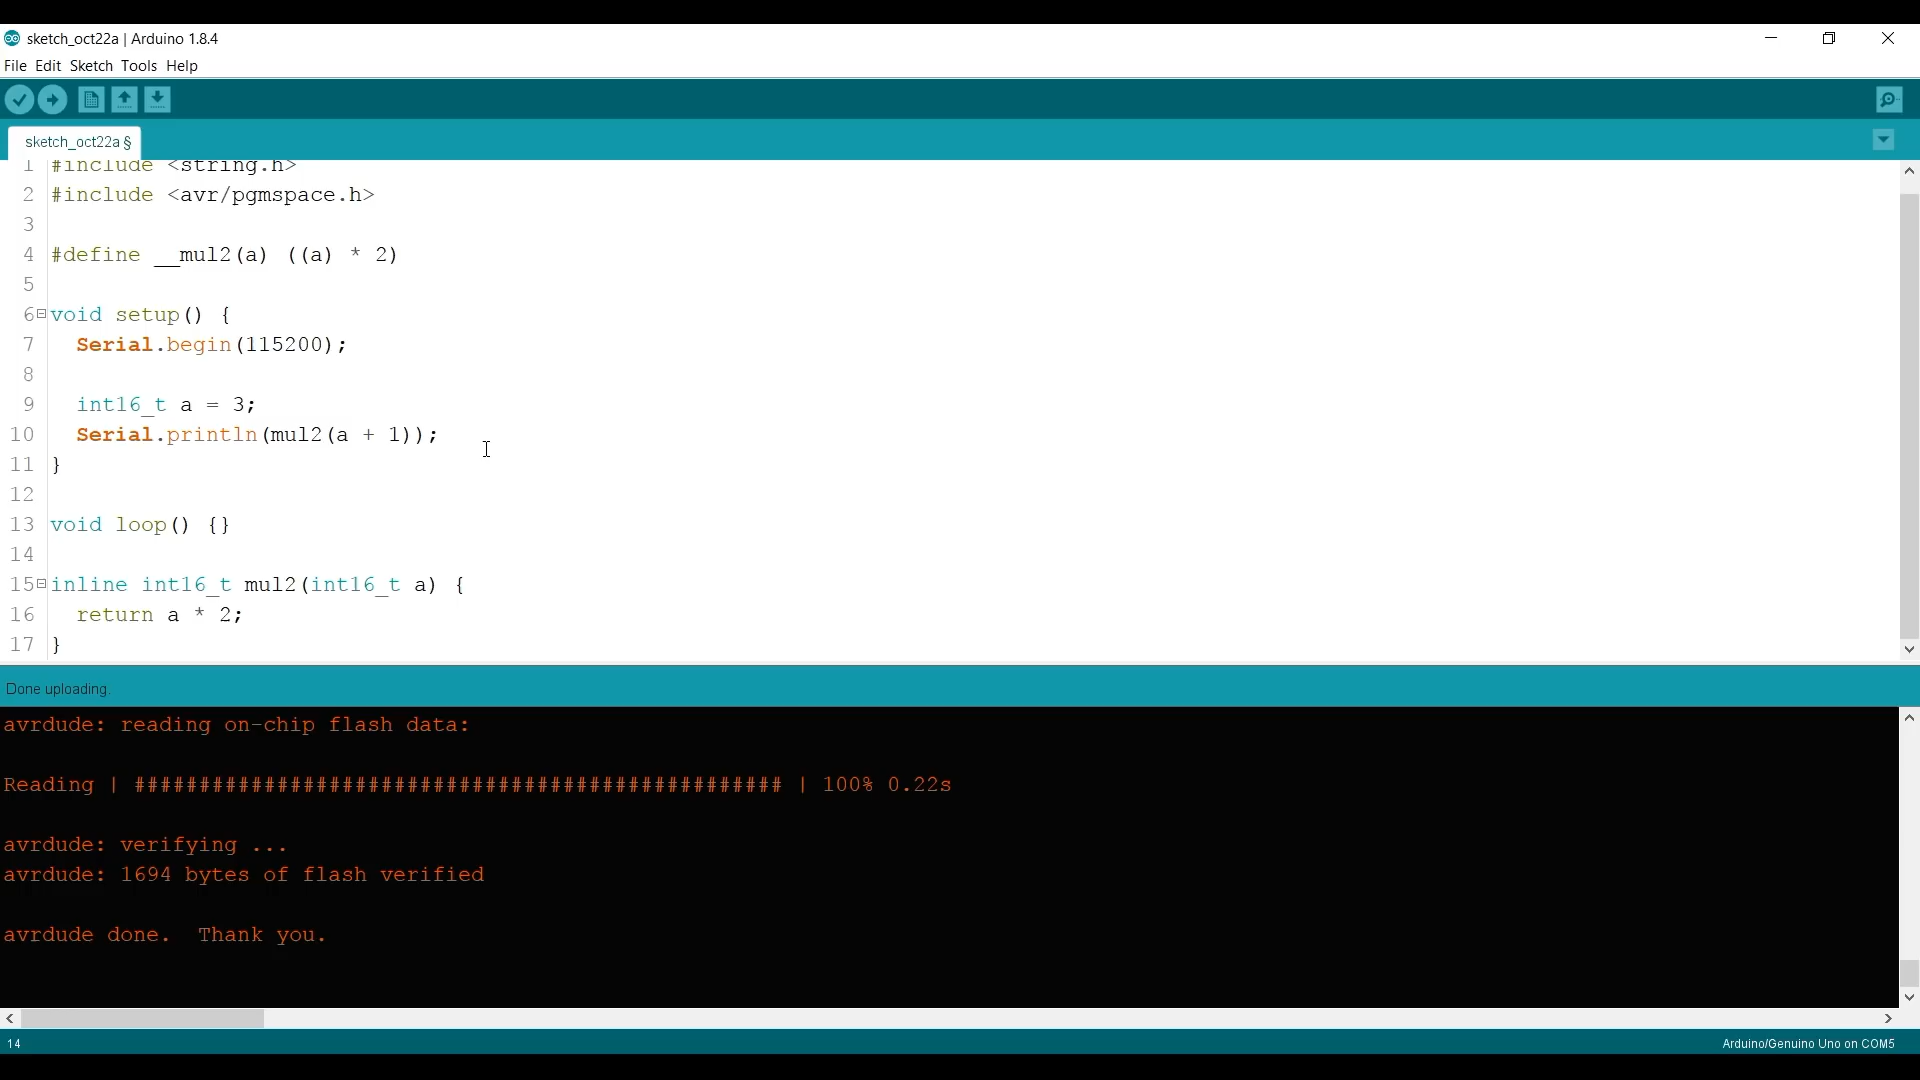 sketch_oct22a | Arduino 1.8.4
File Edit Sketch Tools Help
sketch_oct22a §
1 #include <string.h>
2 #include <avr/pgmspace.h>
3
4 #define __mul2(a) ((a) * 2)
5
6 void setup() {
7   Serial.begin(115200);
8
9   int16_t a = 3;
10   Serial.println(mul2(a + 1));
11 }
12
13 void loop() {}
14
15 inline int16_t mul2(int16_t a) {
16   return a * 2;
17 }
Done uploading.
avrdude: reading on-chip flash data:
Reading | ################################################## | 100% 0.22s
avrdude: verifying ...
avrdude: 1694 bytes of flash verified
avrdude done.  Thank you.
14
Arduino/Genuino Uno on COM5